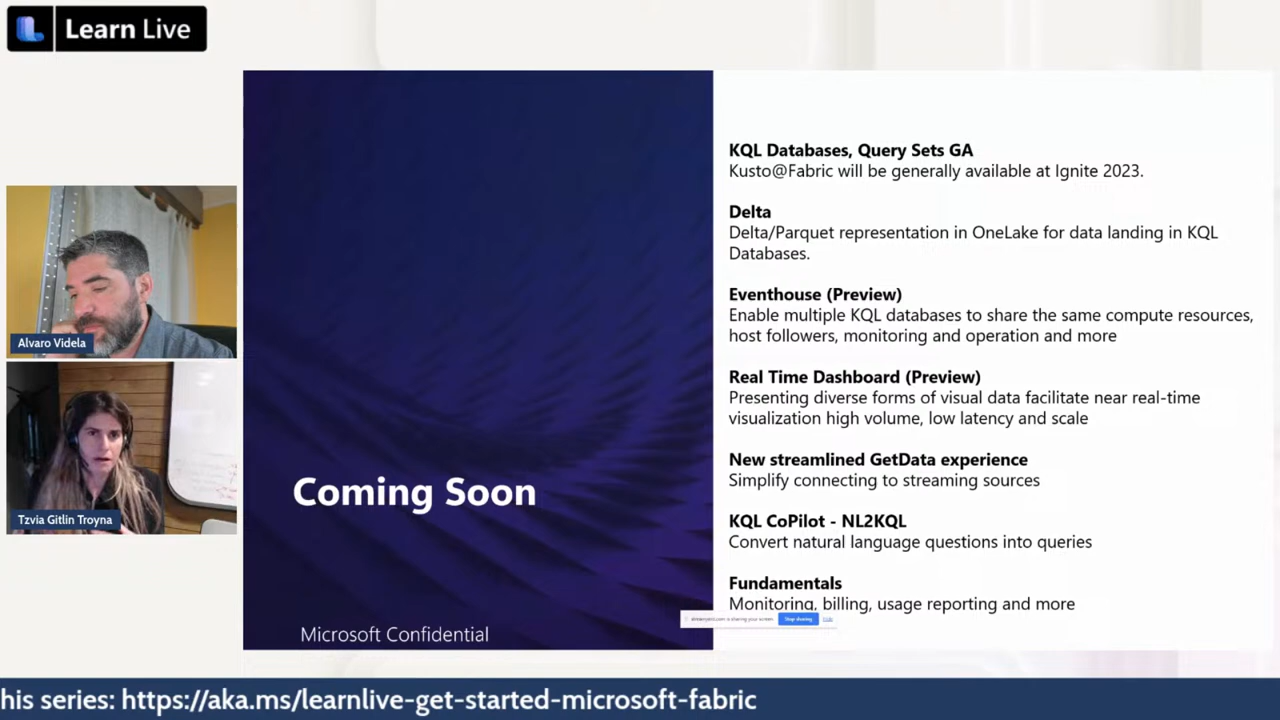 Learn Live
KQL Databases, Query Sets GA
Kusto@Fabric will be generally available at Ignite 2023.
Delta
Delta/Parquet representation in OneLake for data landing in KQL
Databases.
Eventhouse (Preview)
Enable multiple KQL databases to share the same compute resources,
host followers, monitoring and operation and more
Real Time Dashboard (Preview)
Presenting diverse forms of visual data facilitate near real-time
visualization high volume, low latency and scale
New streamlined GetData experience
Simplify connecting to streaming sources
KQL CoPilot - NL2KQL
Convert natural language questions into queries
Fundamentals
Monitoring, billing, usage reporting and more
is sharing your screen. Stop sharing Hide
Coming Soon
Microsoft Confidential
Alvaro Videla
Tzvia Gitlin Troyna
his series: https://aka.ms/learnlive-get-started-microsoft-fabric